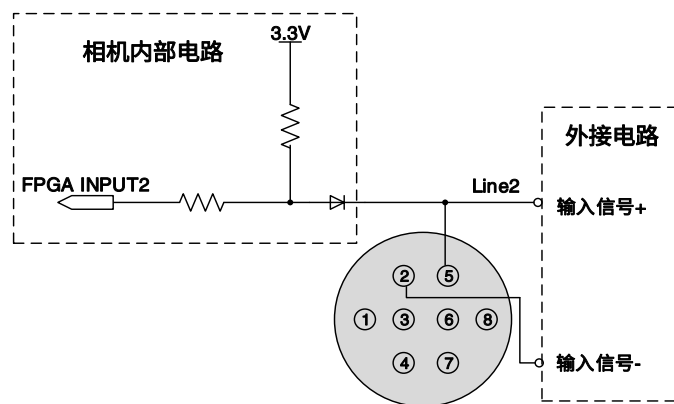 相机内部电路
3.3V
外接电路
FPGA INPUT2
Line2
输入信号+
2 5
1 3 6 8
4 7
输入信号-